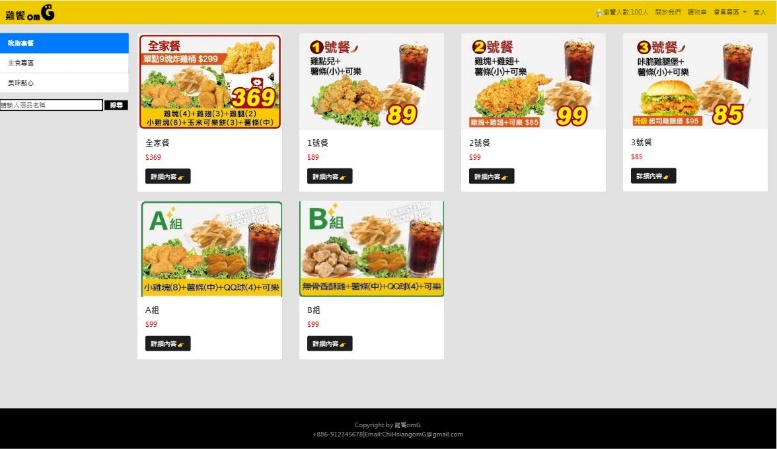 雞饗omG
瀏覽人數:100人 關於我們 購物車 會員專區 登入
主食專區
美味點心
請輸入商品名稱 搜尋
全家餐
單點9塊炸雞桶 $299
369
雞塊(4)+雞翅(3)+雞腿(2)
小雞塊(6)+玉米可樂餅(3)+薯條(中)
全家餐
$369
詳細內容
1號餐
雞點兒+
薯條(小)+可樂
89
1號餐
$89
詳細內容
2號餐
雞塊+雞翅+
薯條(小)+可樂
99
雞塊+雞翅+可樂 $85
2號餐
$99
詳細內容
3號餐
咔脆雞腿堡+
薯條(小)+可樂
85
升級 起司雞腿堡 $95
3號餐
$85
詳細內容
A組
小雞塊(8)+薯條(中)+QQ球(4)+可樂
A組
$99
詳細內容
B組
無骨香酥雞+薯條(中)+QQ球(4)+可樂
B組
$99
詳細內容
Copyright by 雞饗omG
+886-912345678|Email:ChiHsiangomG@gmail.com